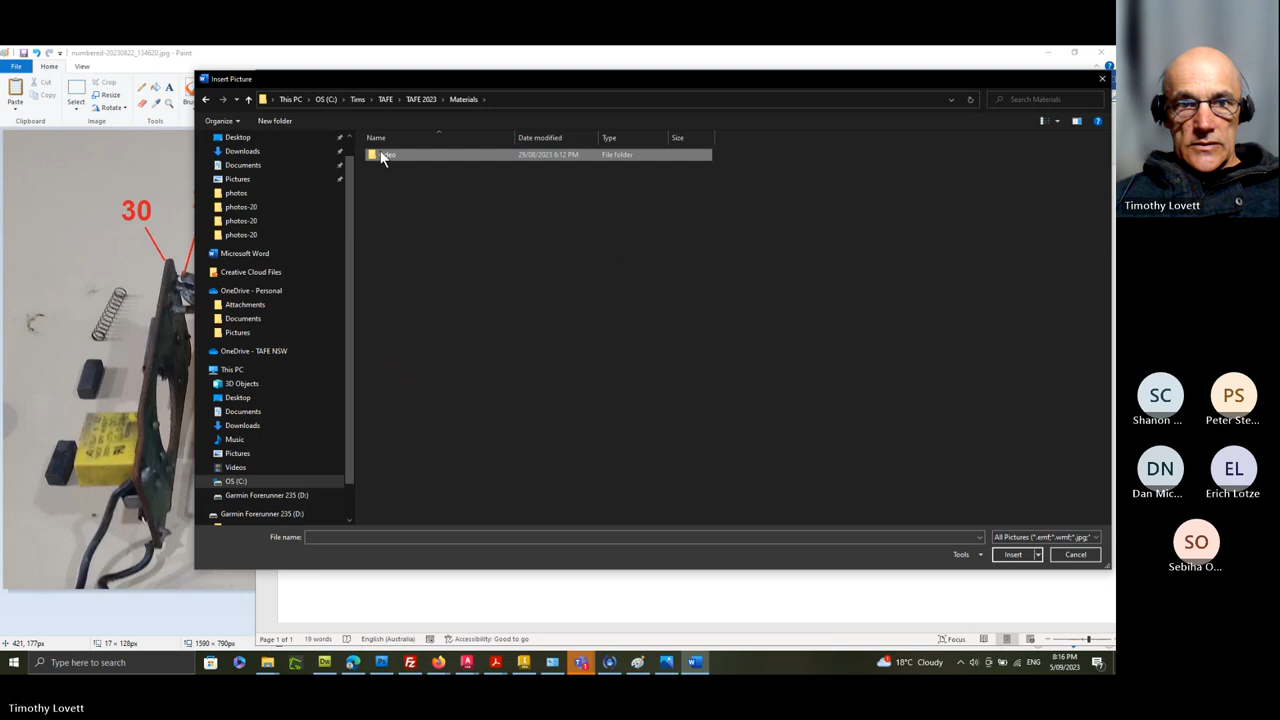 numbered-20230822_134620.jpg - Paint
File
Home
View
Paste
Cut
Copy
Clipboard
Select
Crop
Resize
Rotate
Image
Tools
Insert Picture
This PC
OS (C:)
Tims
TAFE
TAFE 2023
Materials
Search Materials
Organize
New folder
Name
Date modified
Type
Size
29/08/2023 6:12 PM
File folder
Desktop
Downloads
Documents
Pictures
photos
photos-20
photos-20
photos-20
Microsoft Word
Creative Cloud Files
OneDrive - Personal
Attachments
Documents
Pictures
OneDrive - TAFE NSW
This PC
3D Objects
Desktop
Documents
Downloads
Music
Pictures
Videos
OS (C:)
Garmin Forerunner 235 (D:)
Garmin Forerunner 235 (D:)
File name:
All Pictures (*.emf;*.wmf;*.jpg;*
Tools
Insert
Cancel
30
421, 177px
17 × 128px
1590 × 790px
Page 1 of 1
19 words
English (Australia)
Accessibility: Good to go
Focus
Type here to search
18°C Cloudy
ENG
8:16 PM
5/09/2023
Timothy Lovett
SC
Shanon ...
PS
Peter Ste...
DN
Dan Mic...
EL
Erich Lotze
SO
Sebiha O...
Timothy Lovett